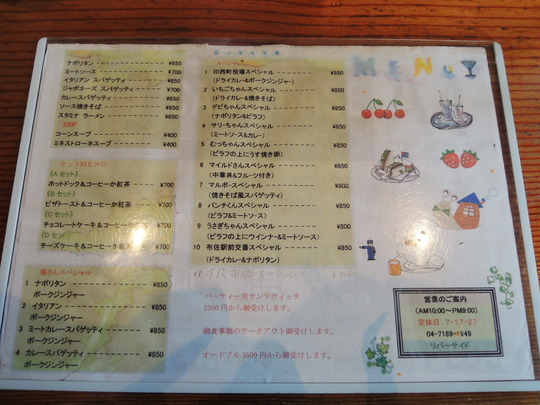 MENU
ナポリタン ¥650
ミートソース ¥700
イタリアン スパゲッティ ¥650
ジャポネーズ スパゲティ ¥700
カレースパゲッティ ¥650
ソース焼きそば ¥650
スタミナ ラーメン ¥650
SOUP
コーンスープ ¥400
ミネストローネスープ ¥400
セットMENU
(A セット)
ホットドック＆コーヒーか紅茶 ¥700
(B セット)
ピザトースト＆コーヒーか紅茶 ¥700
(C セット)
チョコレートケーキ＆コーヒーか
(D セット)
チーズケーキ＆コーヒーか紅茶 ¥700
スペシャル
1 ナポリタン ¥850
ポークジンジャー
2 イタリアン ¥850
ポークジンジャー
3 ミートカレースパゲッティ ¥850
ポークジンジャー
4 カレースパゲッティ ¥850
ポークジンジャー
1 印西町役場スペシャル ¥850
(ドライカレー＆ポークジンジャー)
2 いちごちゃんスペシャル ¥850
(ドライカレー＆焼きそば)
3 デビちゃんスペシャル ¥850
(ナポリタン&ピラフ)
4 サリーちゃんスペシャル ¥850
(ミートソース&カレー)
5 むっちゃんスペシャル ¥850
(ピラフの上にうす焼き卵)
6 マイルドさんスペシャル ¥850
(中華丼&フルーツ付き)
7 マルボースペシャル ¥850
(焼きそば風スパゲティ)
8 パンチくんスペシャル ¥850
(ピラフ＆ミートソース)
9 うさぎちゃんスペシャル ¥850
(ピラフの上にウインナー&ミートソース)
10 布佐駅前交番スペシャル ¥850
(ドライカレー＆ナポリタン)
パーティー用サンドウィッチ
2500円から御受けします。
御食事類のテークアウト御受けします。
オードブル 3500円から御受けします。
営業のご案内
(AM10:00～PM9:00)
定休日 7・17・27
リバーサイド